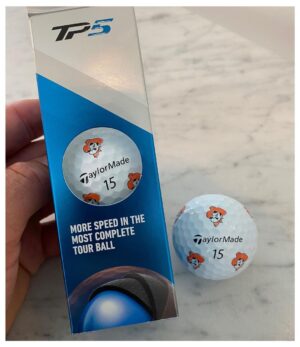 TP5
TaylorMade
15
MORE SPEED IN THE
MOST COMPLETE
TOUR BALL
TaylorMade
15